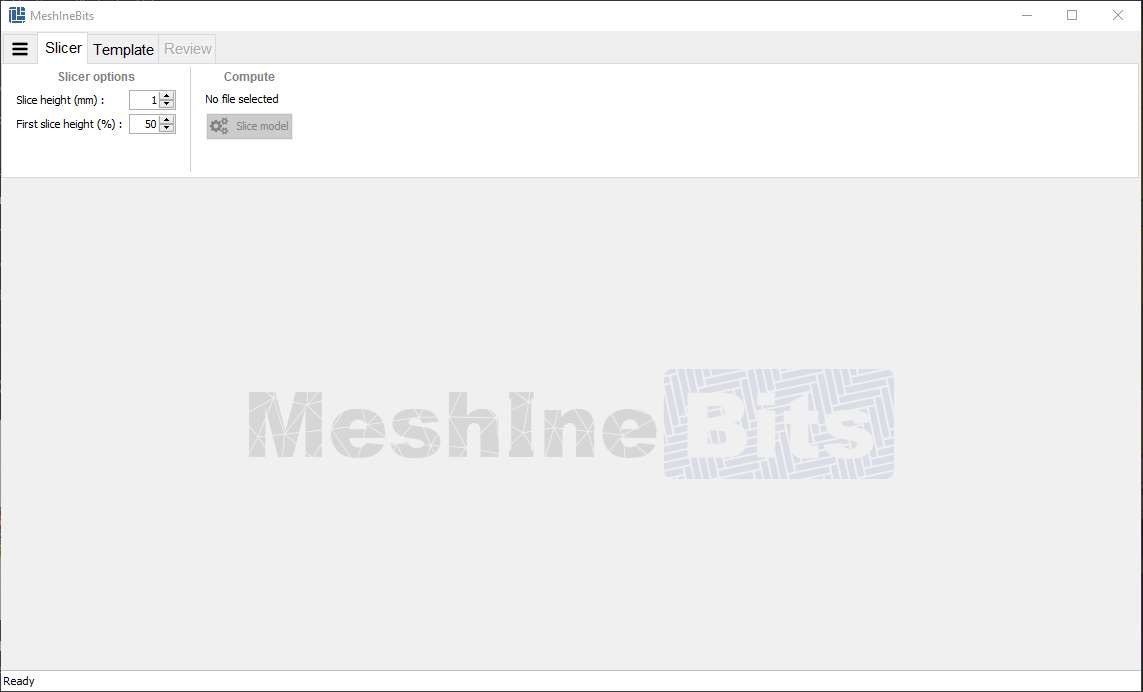 MeshIneBits
Slicer Template Review
Slicer options
Slice height (mm) : 1
First slice height (%) : 50
Compute
No file selected
Slice model
MeshIneBits
Ready